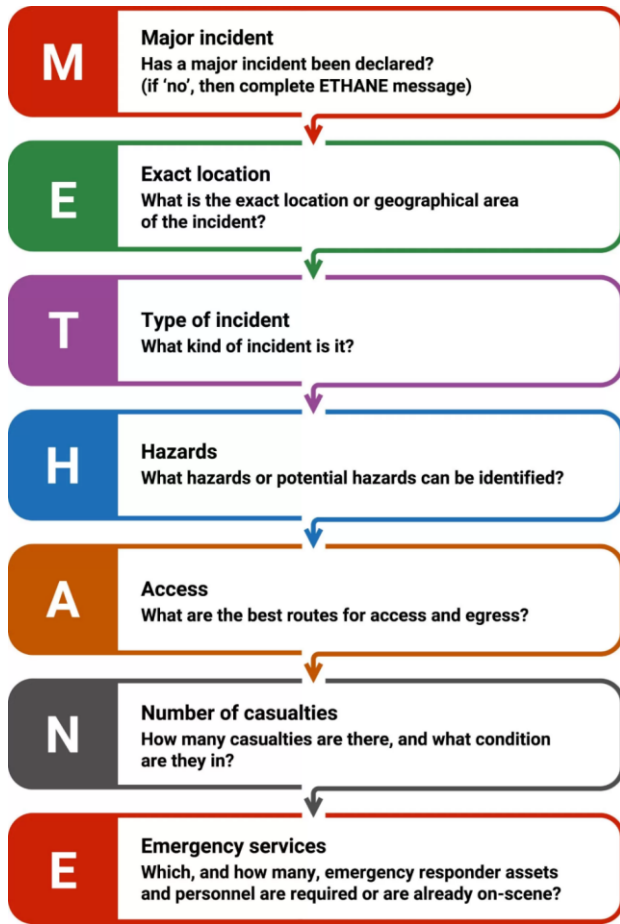 M
Major incident
Has a major incident been declared?
(if ‘no’, then complete ETHANE message)
E
Exact location
What is the exact location or geographical area
of the incident?
T
Type of incident
What kind of incident is it?
H
Hazards
What hazards or potential hazards can be identified?
A
Access
What are the best routes for access and egress?
N
Number of casualties
How many casualties are there, and what condition
are they in?
E
Emergency services
Which, and how many, emergency responder assets
and personnel are required or are already on-scene?